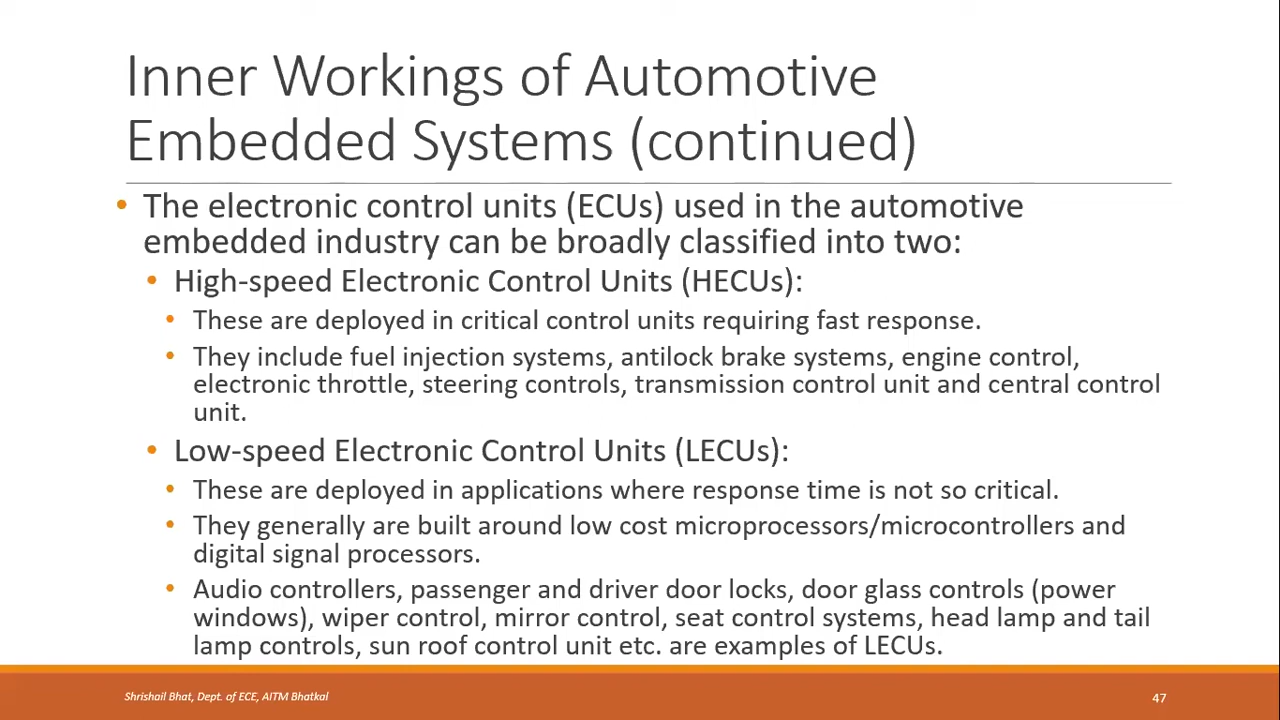 Inner Workings of Automotive
Embedded Systems (continued)
• The electronic control units (ECUs) used in the automotive
embedded industry can be broadly classified into two:
• High-speed Electronic Control Units (HECUs):
• These are deployed in critical control units requiring fast response.
• They include fuel injection systems, antilock brake systems, engine control,
electronic throttle, steering controls, transmission control unit and central control
unit.
• Low-speed Electronic Control Units (LECUs):
• These are deployed in applications where response time is not so critical.
• They generally are built around low cost microprocessors/microcontrollers and
digital signal processors.
• Audio controllers, passenger and driver door locks, door glass controls (power
windows), wiper control, mirror control, seat control systems, head lamp and tail
lamp controls, sun roof control unit etc. are examples of LECUs.
Shrishail Bhat, Dept. of ECE, AITM Bhatkal
47